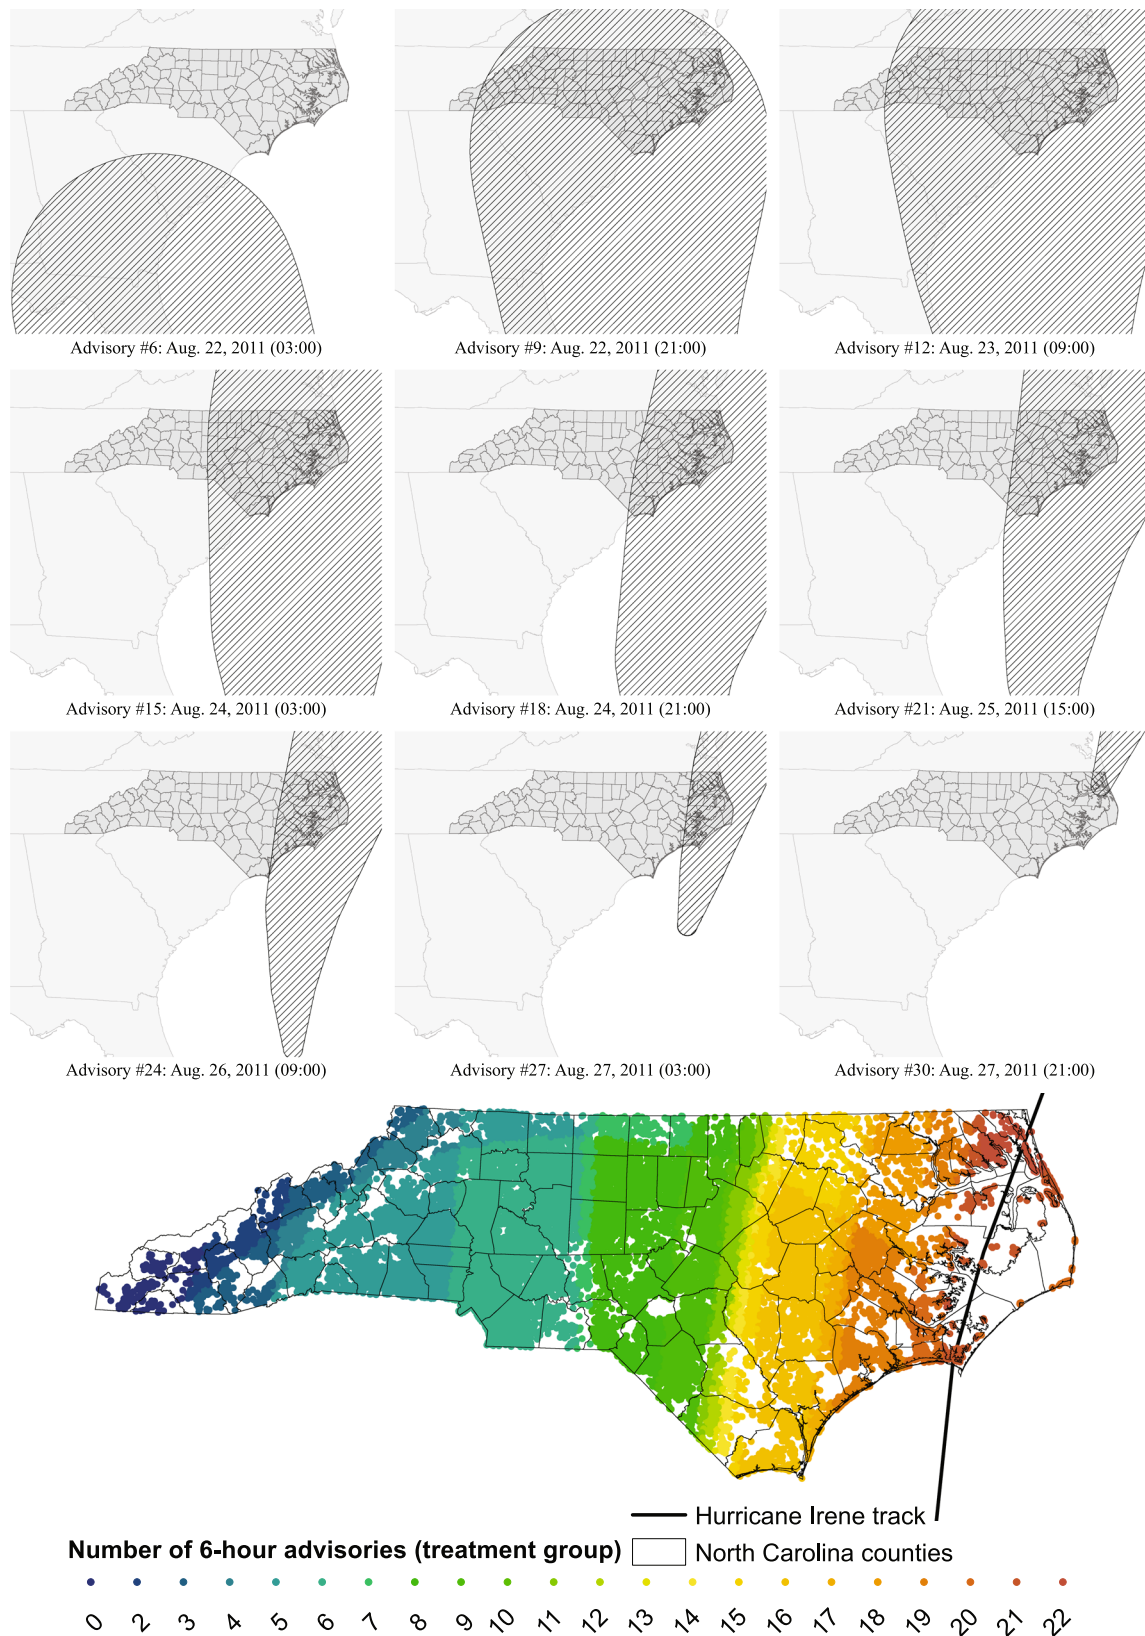 Advisory #6: Aug. 22, 2011 (03:00)
Advisory #9: Aug. 22, 2011 (21:00)
Advisory #12: Aug. 23, 2011 (09:00)
Advisory #15: Aug. 24, 2011 (03:00)
Advisory #18: Aug. 24, 2011 (21:00)
Advisory #21: Aug. 25, 2011 (15:00)
Advisory #24: Aug. 26, 2011 (09:00)
Advisory #27: Aug. 27, 2011 (03:00)
Advisory #30: Aug. 27, 2011 (21:00)
Hurricane Irene track
Number of 6-hour advisories (treatment group)
North Carolina counties
0 2 3 4 5 6 7 8 9 10 11 12 13 14 15 16 17 18 19 20 21 22